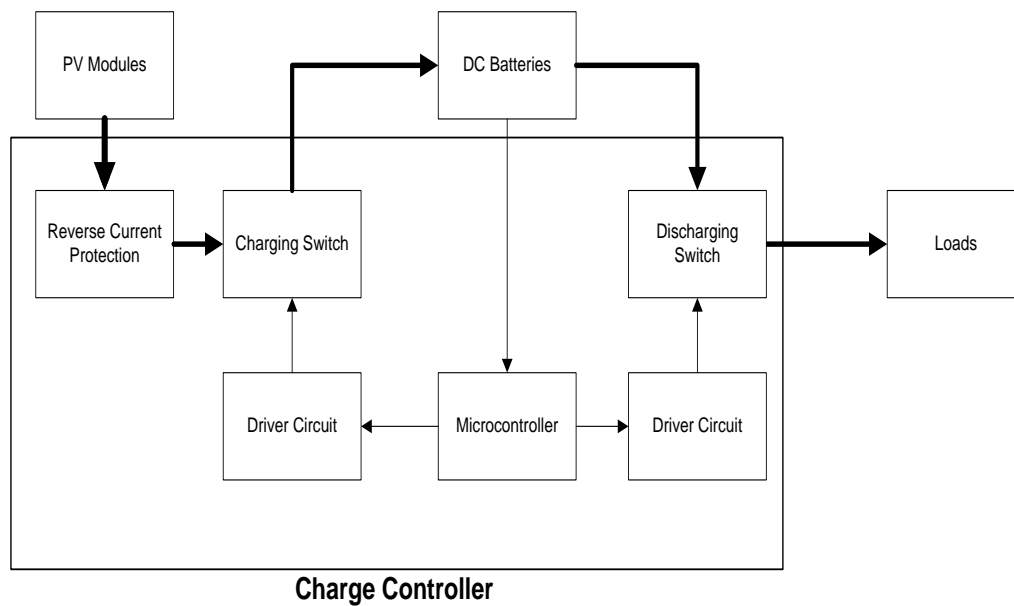 PV Modules
DC Batteries
Reverse Current
Protection
Charging Switch
Discharging
Switch
Loads
Driver Circuit
Microcontroller
Driver Circuit
Charge Controller